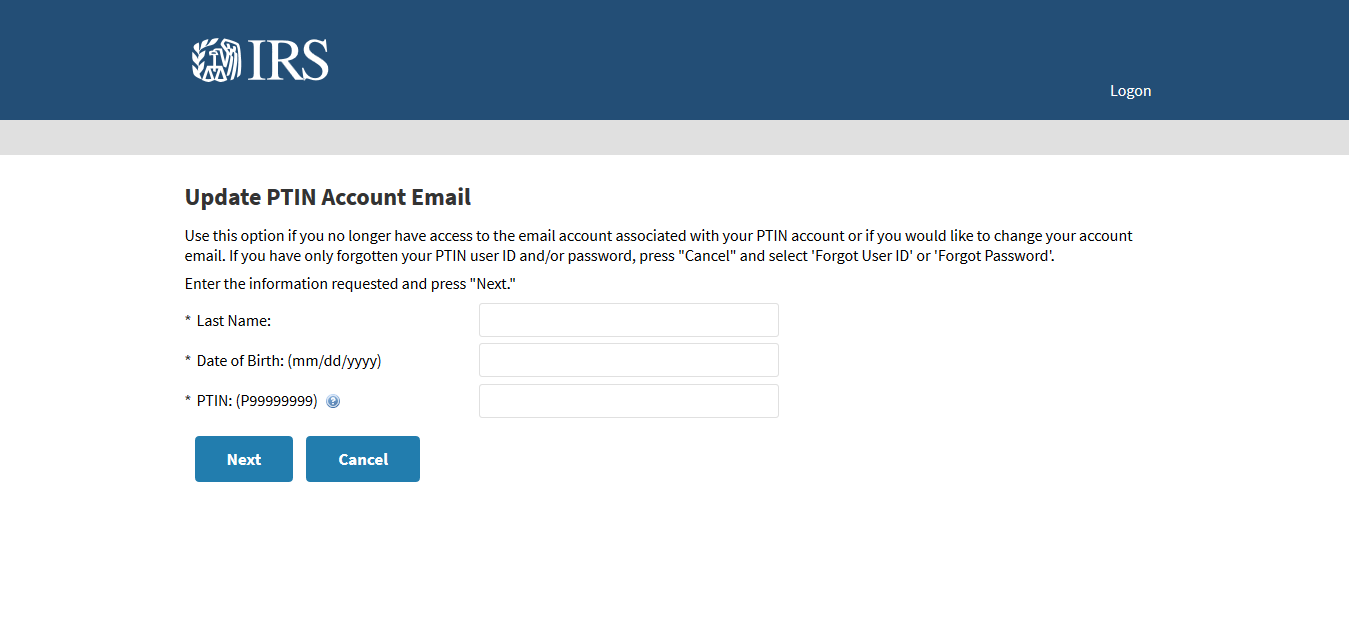 IRS
Logon
Update PTIN Account Email
Use this option if you no longer have access to the email account associated with your PTIN account or if you would like to change your account
email. If you have only forgotten your PTIN user ID and/or password, press "Cancel" and select 'Forgot User ID' or 'Forgot Password'.
Enter the information requested and press "Next."
* Last Name:
* Date of Birth: (mm/dd/yyyy)
* PTIN: (P99999999) ?
Next Cancel